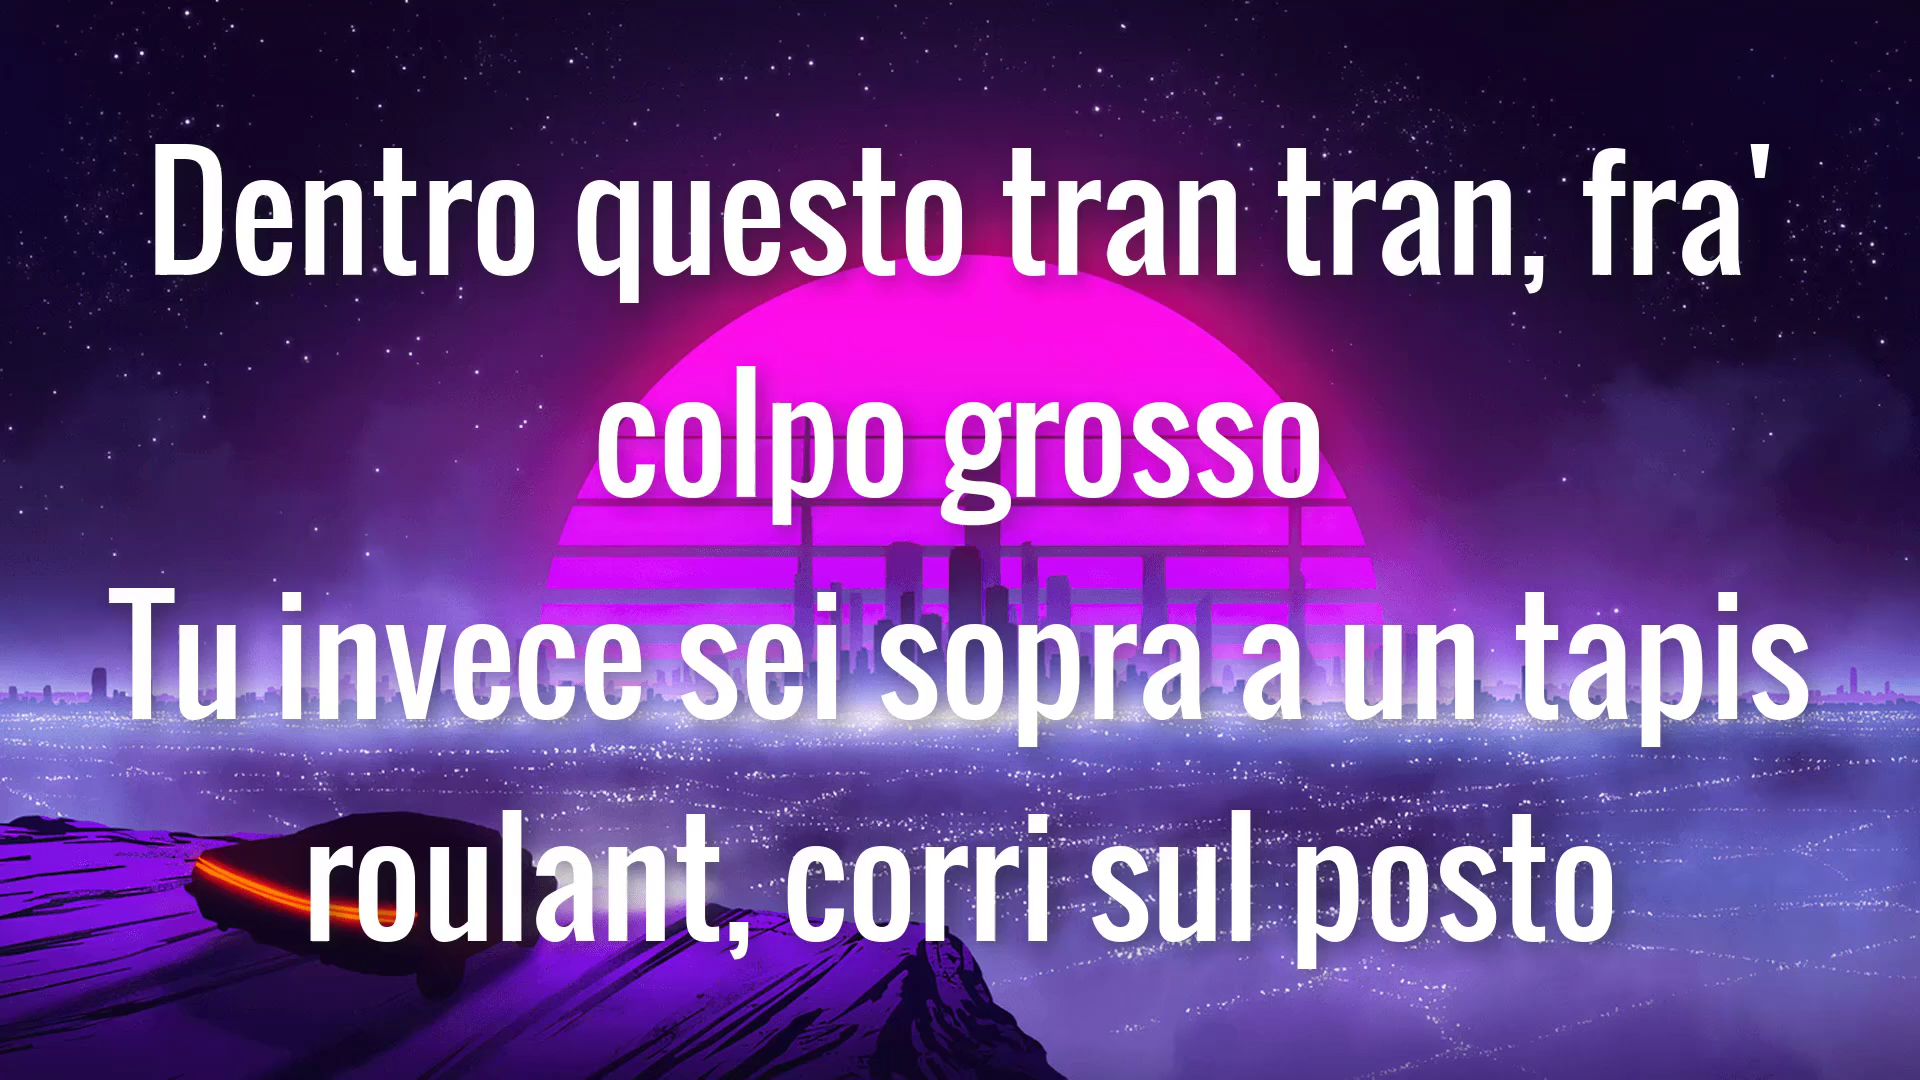 Dentro questo tran tran, fra'
colpo grosso
Tu invece sei sopra a un tapis
roulant, corri sul posto